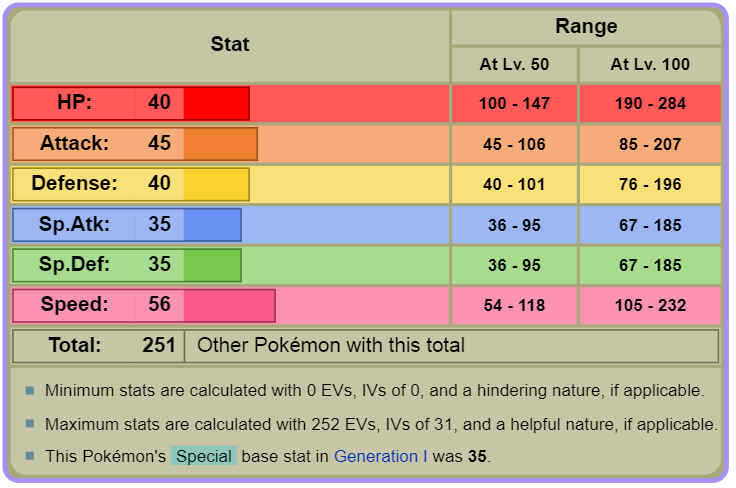 Stat Range
At Lv. 50 At Lv. 100
HP: 40 100 - 147 190 - 284
Attack: 45 45 - 106 85 - 207
Defense: 40 40 - 101 76 - 196
Sp.Atk: 35 36 - 95 67 - 185
Sp.Def: 35 36 - 95 67 - 185
Speed: 56 54 - 118 105 - 232
Total: 251 Other Pokémon with this total
Minimum stats are calculated with 0 EVs, IVs of 0, and a hindering nature, if applicable.
Maximum stats are calculated with 252 EVs, IVs of 31, and a helpful nature, if applicable.
This Pokémon's Special base stat in Generation I was 35.